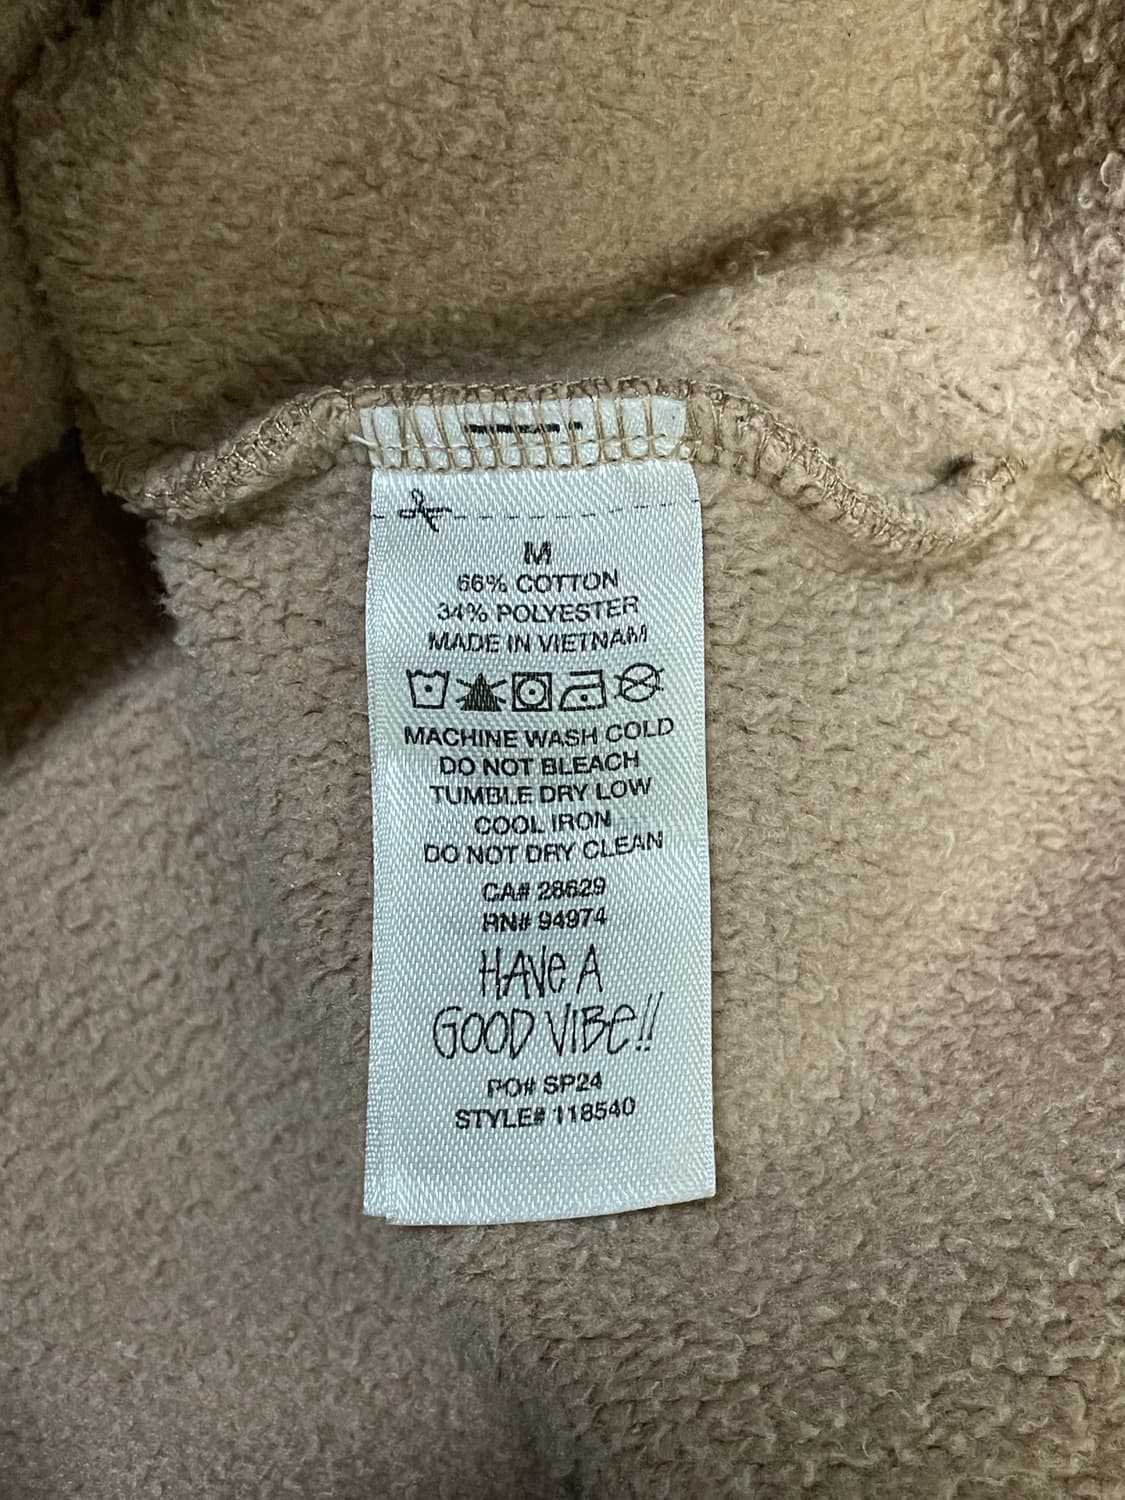 M
66% COTTON
34% POLYESTER
MADE IN VIETNAM
MACHINE WASH COLD
DO NOT BLEACH
TUMBLE DRY LOW
COOL IRON
DO NOT DRY CLEAN
CA# 28629
RN# 94974
HAVe A
GOOD VIBe!!
PO# SP24
STYLE# 118540